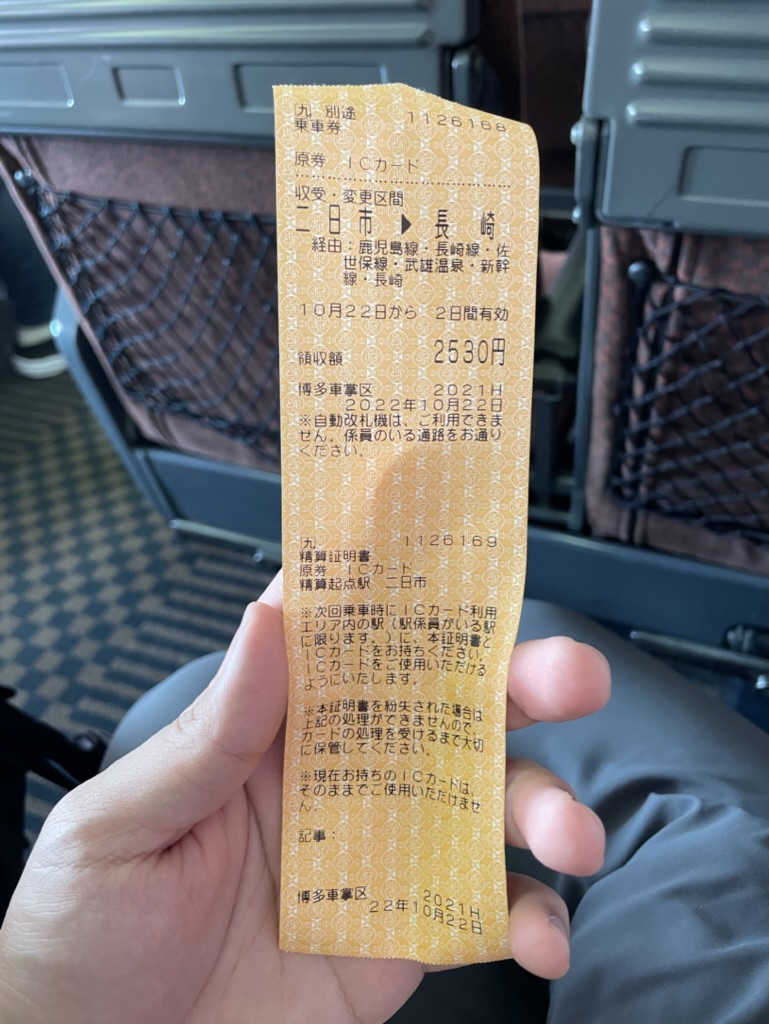 九 別途 1126168
乗車券
原券 ICカード
収受・変更区間
二日市 ▶ 長崎
経由:鹿児島線・長崎線・佐
世保線・武雄温泉・新幹
線・長崎
10月22日から 2日間有効
領収額 2530円
博多車掌区 2021H
2022年10月22日
※自動改札機は、ご利用できま
せん。係員のいる通路をお通り
ください。
九 1126169
精算証明書
原券 ICカード
精算起点駅 二日市
※次回乗車時にICカード利用
エリア内の駅(駅係員がいる駅
に限ります。)に、本証明書と
ICカードをお持ちください。
ICカードをご使用いただける
ようにいたします。
※本証明書を紛失された場合は
上記の処理ができませんので、
カードの処理を受けるまで大切
に保管してください。
※現在お持ちのICカードは、
そのままでご使用いただけませ
ん。
記事:
博多車掌区 2021H
22年10月22日